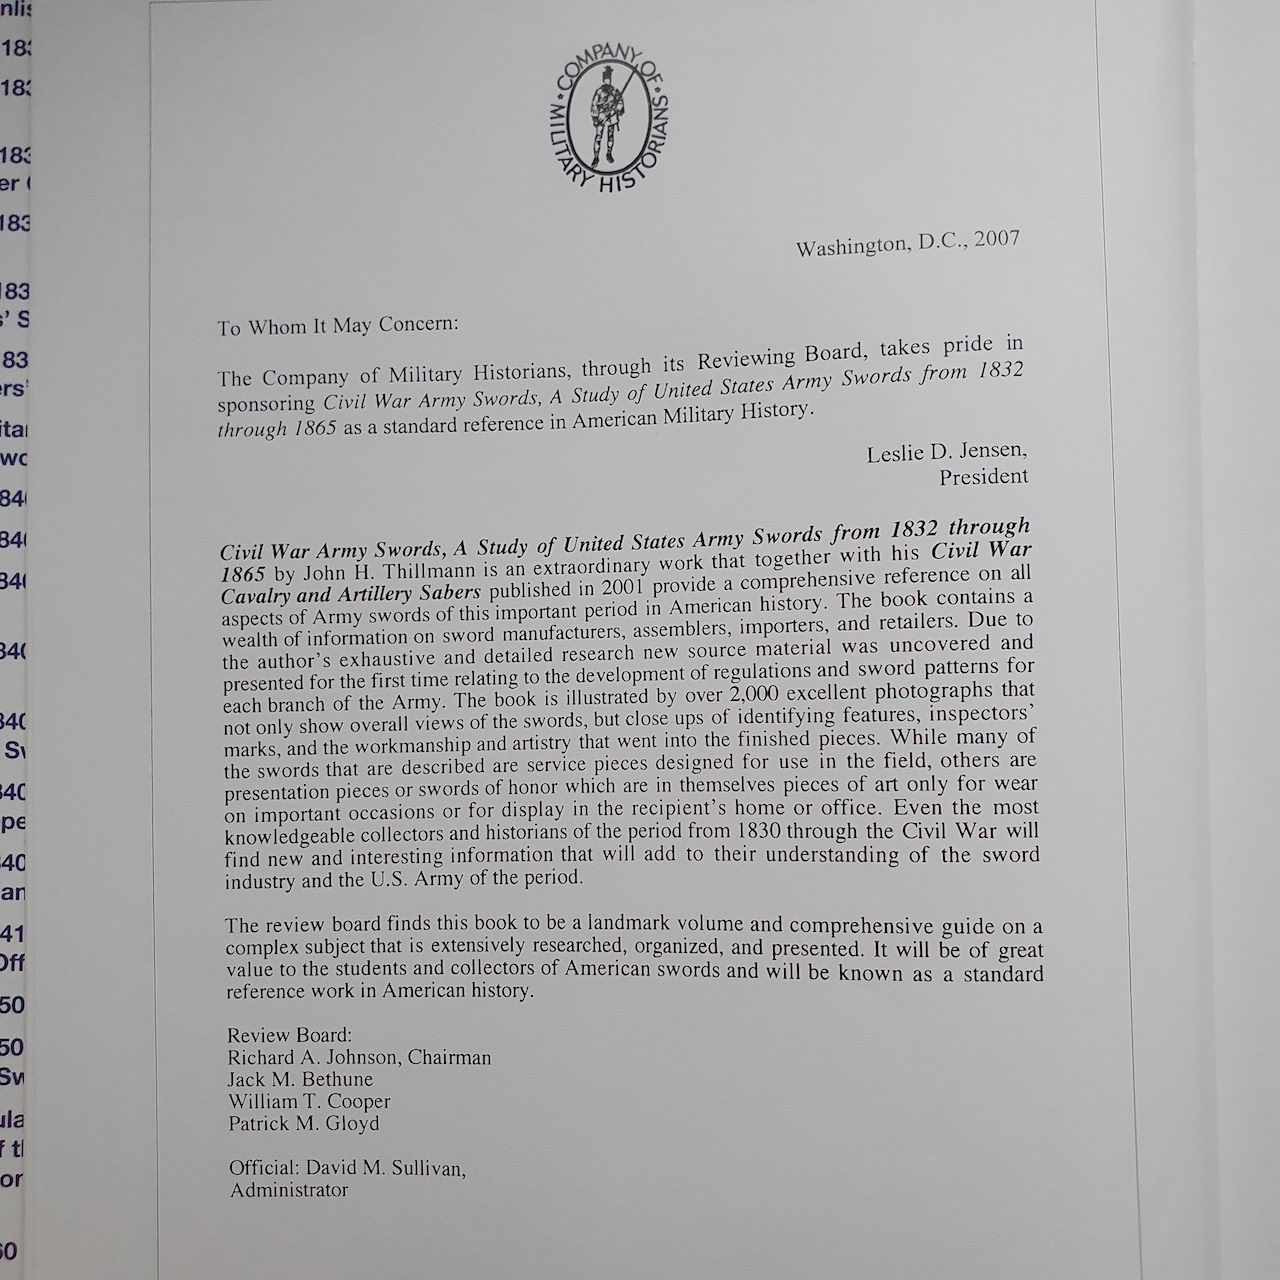 COMPANY OF MILITARY HISTORIANS
Washington, D.C., 2007
To Whom It May Concern:
The Company of Military Historians, through its Reviewing Board, takes pride in
sponsoring Civil War Army Swords, A Study of United States Army Swords from 1832
through 1865 as a standard reference in American Military History.
Leslie D. Jensen,
President
Civil War Army Swords, A Study of United States Army Swords from 1832 through
1865 by John H. Thillmann is an extraordinary work that together with his Civil War
Cavalry and Artillery Sabers published in 2001 provide a comprehensive reference on all
aspects of Army swords of this important period in American history. The book contains a
wealth of information on sword manufacturers, assemblers, importers, and retailers. Due to
the author's exhaustive and detailed research new source material was uncovered and
presented for the first time relating to the development of regulations and sword patterns for
each branch of the Army. The book is illustrated by over 2,000 excellent photographs that
not only show overall views of the swords, but close ups of identifying features, inspectors'
marks, and the workmanship and artistry that went into the finished pieces. While many of
the swords that are described are service pieces designed for use in the field, others are
presentation pieces or swords of honor which are in themselves pieces of art only for wear
on important occasions or for display in the recipient's home or office. Even the most
knowledgeable collectors and historians of the period from 1830 through the Civil War will
find new and interesting information that will add to their understanding of the sword
industry and the U.S. Army of the period.
The review board finds this book to be a landmark volume and comprehensive guide on a
complex subject that is extensively researched, organized, and presented. It will be of great
value to the students and collectors of American swords and will be known as a standard
reference work in American history.
Review Board:
Richard A. Johnson, Chairman
Jack M. Bethune
William T. Cooper
Patrick M. Gloyd
Official: David M. Sullivan,
Administrator